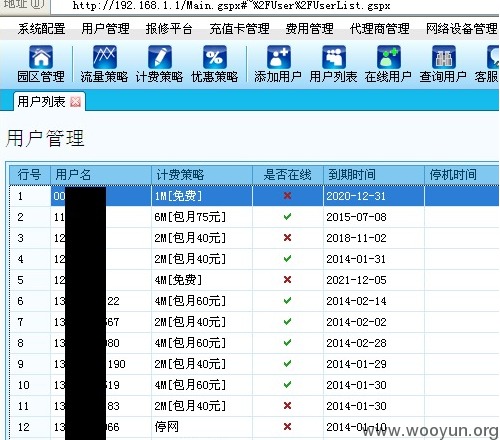 地址(D) http://192.168.1.1/Main.gspx#~%2FUser%2FUserList.gspx
系统配置 用户管理 报修平台 充值卡管理 费用管理 代理商管理 网络设备管理
园区管理 流量策略 计费策略 优惠策略 添加用户 用户列表 在线用户 查询用户 客服
用户列表
用户管理
行号 用户名 计费策略 是否在线 到期时间 停机时间
1 00 1M[免费] 2020-12-31
2 11 6M[包月75元] 2015-07-08
3 12 2M[包月40元] 2018-11-02
4 12 2M[包月40元] 2014-01-31
5 12 4M[免费] 2021-12-05
6 13 22 4M[包月60元] 2014-02-14
7 13 567 2M[包月40元] 2014-02-02
8 13 080 4M[包月60元] 2014-02-28
9 13 190 2M[包月40元] 2014-01-29
10 13 519 4M[包月60元] 2014-01-30
11 13 83 2M[包月40元] 2014-01-30
12 13 停网 2014-01-10
www.wooyun.org